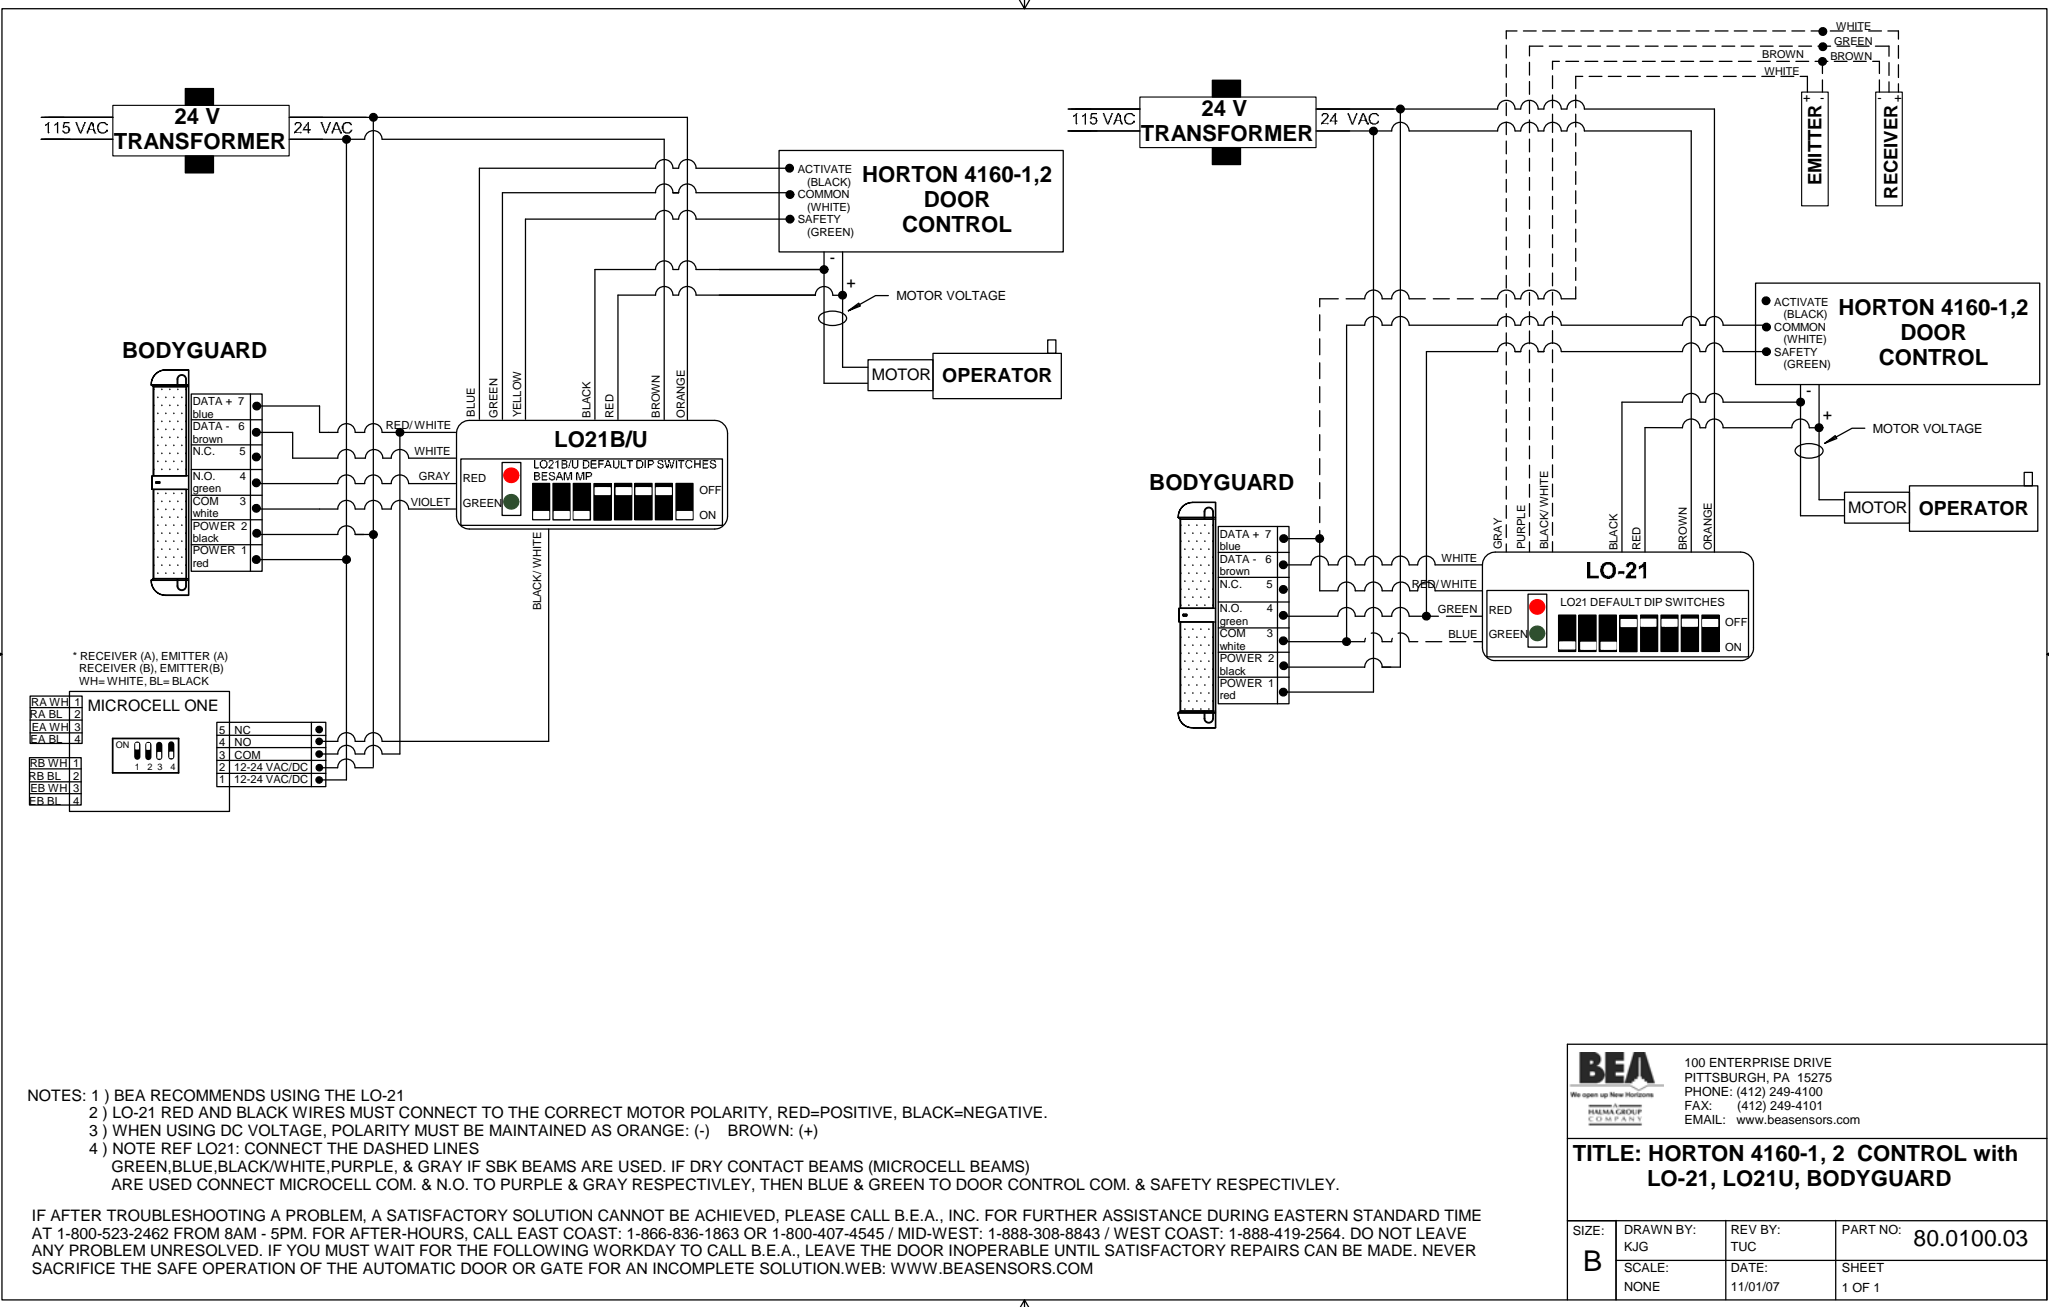 24 V
TRANSFORMER
115 VAC
24 VAC
ACTIVATE
(BLACK)
COMMON
(WHITE)
SAFETY
(GREEN)
HORTON 4160-1,2
DOOR
CONTROL
-
+
MOTOR VOLTAGE
MOTOR
OPERATOR
BODYGUARD
DATA + 7
blue
DATA - 6
brown
N.C. 5
N.O. 4
green
COM 3
white
POWER 2
black
POWER 1
red
BLUE
GREEN
YELLOW
BLACK
RED
BROWN
ORANGE
RED/WHITE
WHITE
GRAY
VIOLET
LO21B/U
LO21B/U DEFAULT DIP SWITCHES
BESAM MP
RED
GREEN
OFF
ON
BLACK/WHITE
* RECEIVER (A), EMITTER (A)
RECEIVER (B), EMITTER(B)
WH=WHITE, BL=BLACK
MICROCELL ONE
RA WH 1
RA BL 2
EA WH 3
EA BL 4
RB WH 1
RB BL 2
EB WH 3
EB BL 4
ON
1 2 3 4
5 NC
4 NO
3 COM
2 12-24 VAC/DC
1 12-24 VAC/DC
24 V
TRANSFORMER
115 VAC
24 VAC
WHITE
GREEN
BROWN
BROWN
WHITE
+ -
EMITTER
- +
RECEIVER
ACTIVATE
(BLACK)
COMMON
(WHITE)
SAFETY
(GREEN)
HORTON 4160-1,2
DOOR
CONTROL
-
+
MOTOR VOLTAGE
MOTOR
OPERATOR
BODYGUARD
DATA + 7
blue
DATA - 6
brown
N.C. 5
N.O. 4
green
COM 3
white
POWER 2
black
POWER 1
red
GRAY
PURPLE
BLACK/WHITE
BLACK
RED
BROWN
ORANGE
WHITE
RED/WHITE
GREEN
BLUE
LO-21
LO21 DEFAULT DIP SWITCHES
RED
GREEN
OFF
ON
NOTES: 1 ) BEA RECOMMENDS USING THE LO-21
2 ) LO-21 RED AND BLACK WIRES MUST CONNECT TO THE CORRECT MOTOR POLARITY, RED=POSITIVE, BLACK=NEGATIVE.
3 ) WHEN USING DC VOLTAGE, POLARITY MUST BE MAINTAINED AS ORANGE: (-) BROWN: (+)
4 ) NOTE REF LO21: CONNECT THE DASHED LINES
GREEN,BLUE,BLACK/WHITE,PURPLE, & GRAY IF SBK BEAMS ARE USED. IF DRY CONTACT BEAMS (MICROCELL BEAMS)
ARE USED CONNECT MICROCELL COM. & N.O. TO PURPLE & GRAY RESPECTIVLEY, THEN BLUE & GREEN TO DOOR CONTROL COM. & SAFETY RESPECTIVLEY.
IF AFTER TROUBLESHOOTING A PROBLEM, A SATISFACTORY SOLUTION CANNOT BE ACHIEVED, PLEASE CALL B.E.A., INC. FOR FURTHER ASSISTANCE DURING EASTERN STANDARD TIME
AT 1-800-523-2462 FROM 8AM - 5PM. FOR AFTER-HOURS, CALL EAST COAST: 1-866-836-1863 OR 1-800-407-4545 / MID-WEST: 1-888-308-8843 / WEST COAST: 1-888-419-2564. DO NOT LEAVE
ANY PROBLEM UNRESOLVED. IF YOU MUST WAIT FOR THE FOLLOWING WORKDAY TO CALL B.E.A., LEAVE THE DOOR INOPERABLE UNTIL SATISFACTORY REPAIRS CAN BE MADE. NEVER
SACRIFICE THE SAFE OPERATION OF THE AUTOMATIC DOOR OR GATE FOR AN INCOMPLETE SOLUTION.WEB: WWW.BEASENSORS.COM
BEA
We open up New Horizons
A
HALMA GROUP
COMPANY
100 ENTERPRISE DRIVE
PITTSBURGH, PA 15275
PHONE: (412) 249-4100
FAX: (412) 249-4101
EMAIL: www.beasensors.com
TITLE: HORTON 4160-1, 2 CONTROL with
LO-21, LO21U, BODYGUARD
SIZE:
B
DRAWN BY:
KJG
REV BY:
TUC
PART NO: 80.0100.03
SCALE:
NONE
DATE:
11/01/07
SHEET
1 OF 1